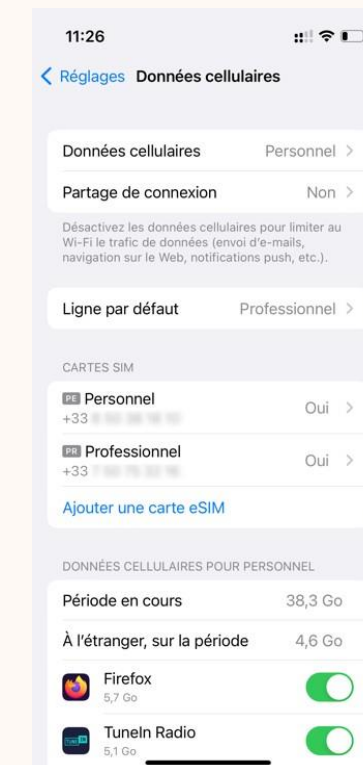 11:26
Réglages Données cellulaires
Données cellulaires Personnel
Partage de connexion Non
Désactivez les données cellulaires pour limiter au
Wi-Fi le trafic de données (envoi d'e-mails,
navigation sur le Web, notifications push, etc.).
Ligne par défaut Professionnel
CARTES SIM
PE Personnel Oui
+33
PR Professionnel Oui
+33
Ajouter une carte eSIM
DONNÉES CELLULAIRES POUR PERSONNEL
Période en cours 38,3 Go
À l'étranger, sur la période 4,6 Go
Firefox
5,7 Go
TuneIn Radio
5,1 Go